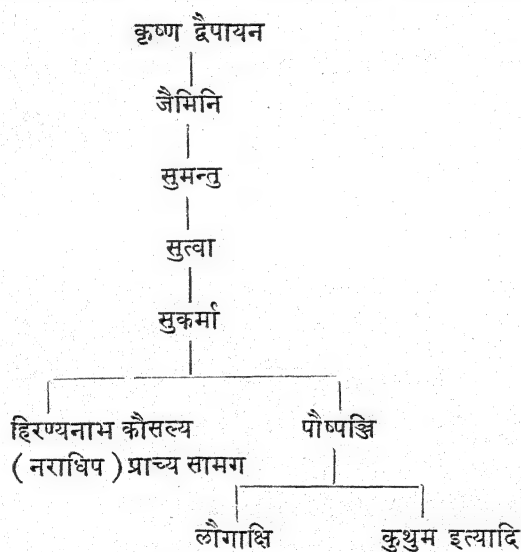 कृष्ण द्वैपायन
जैमिनि
सुमन्तु
सुत्वा
सुकर्मा
हिरण्यनाभ कौसल्य पौष्पञ्जि
( नराधिप ) प्राच्य सामग
लौगाक्षि कुथुम इत्यादि